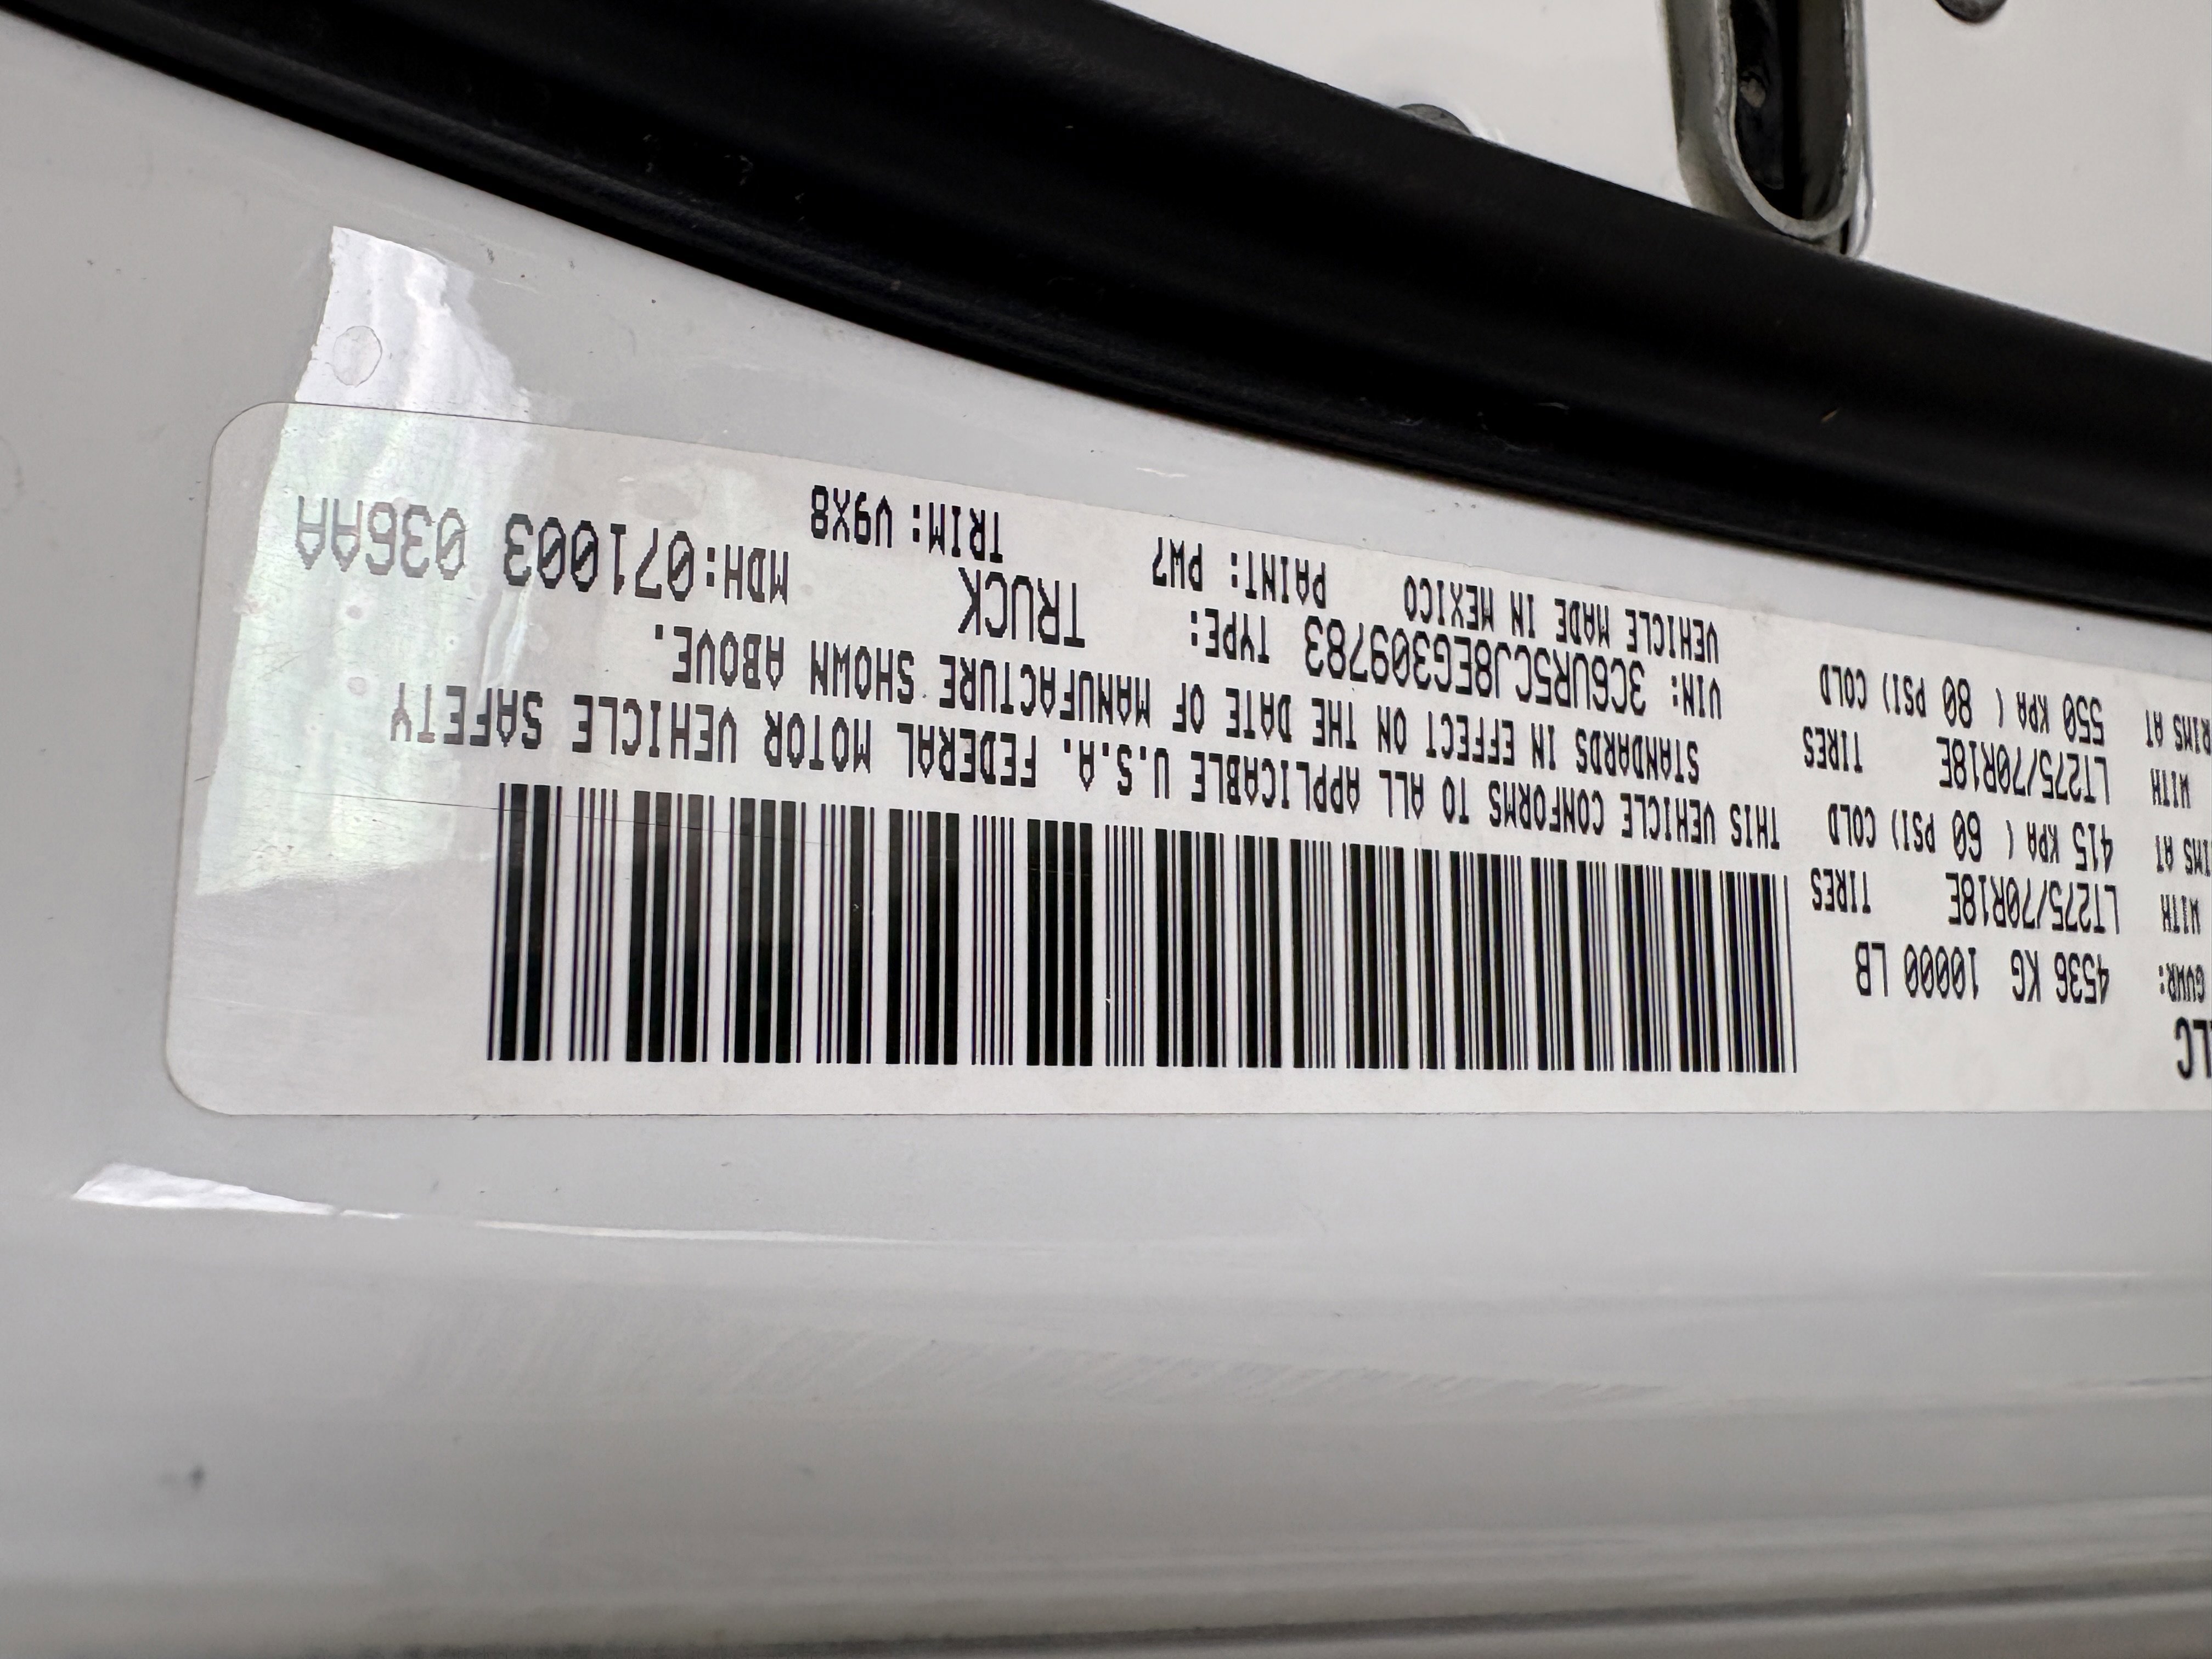 LC
GVWR: 4536 KG 10000 LB
WITH LT275/70R18E TIRES
IMS AT 415 KPA ( 60 PSI) COLD
WITH LT275/70R18E TIRES
RIMS AT 550 KPA ( 80 PSI) COLD
THIS VEHICLE CONFORMS TO ALL APPLICABLE U.S.A. FEDERAL MOTOR VEHICLE SAFETY
STANDARDS IN EFFECT ON THE DATE OF MANUFACTURE SHOWN ABOVE.
VIN: 3C6UR5CJ8EG309783 TYPE: TRUCK MDH:071003 036AA
VEHICLE MADE IN MEXICO PAINT: PW7 TRIM: V9X8